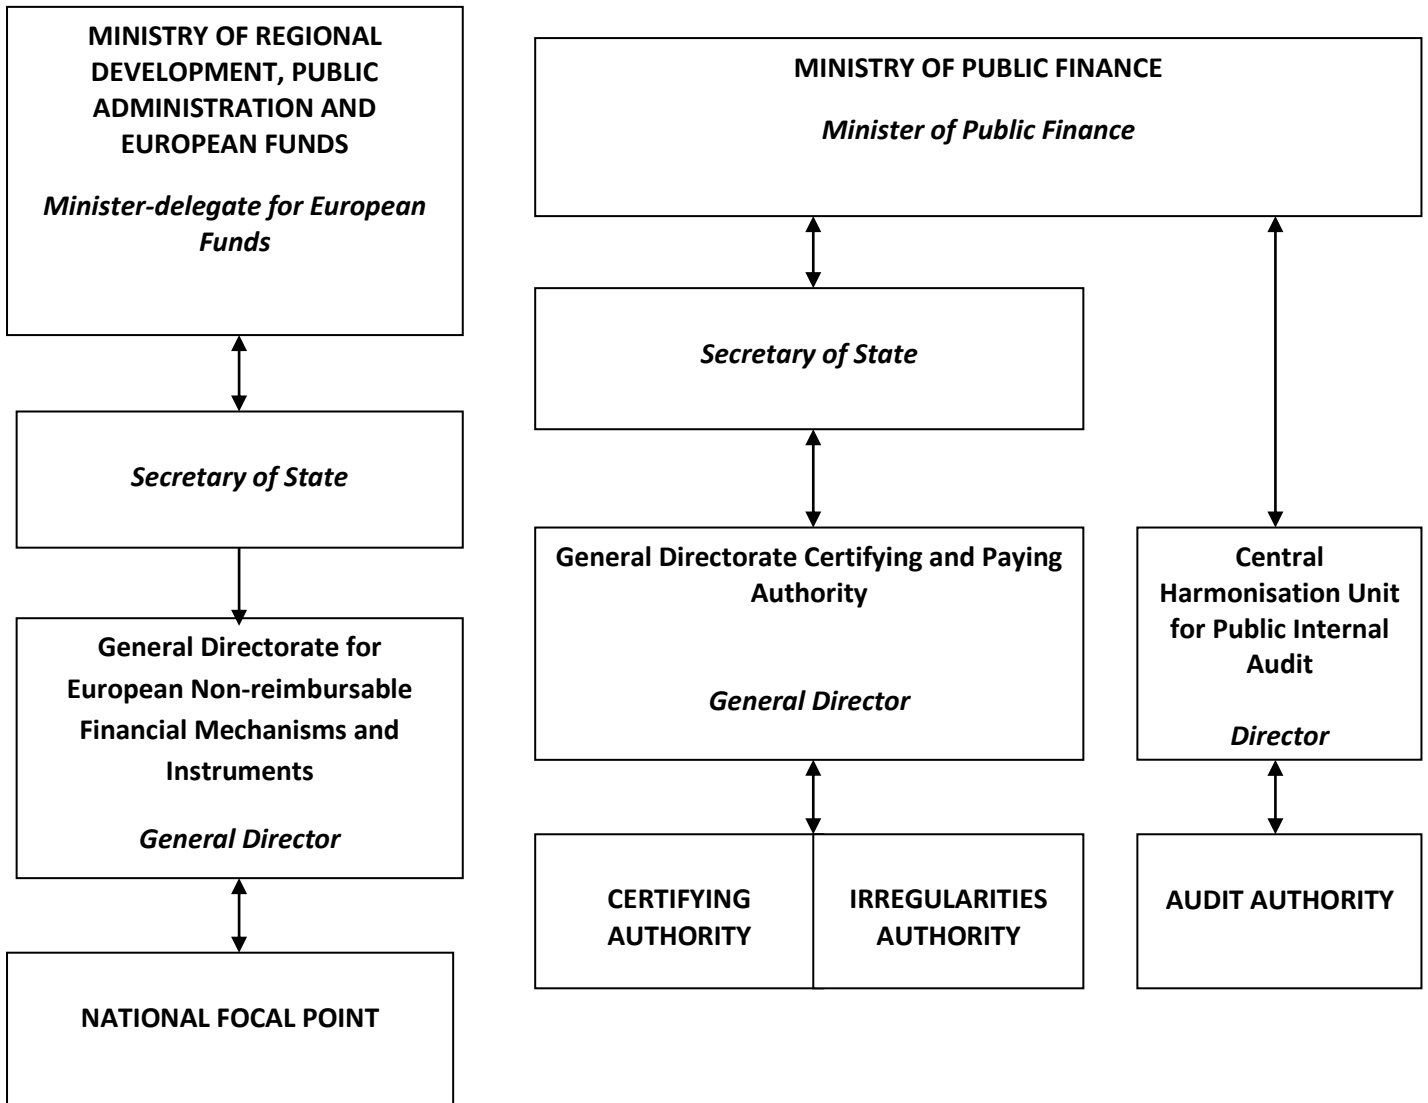 MINISTRY OF REGIONAL
DEVELOPMENT, PUBLIC
ADMINISTRATION AND
EUROPEAN FUNDS
Minister-delegate for European
Funds
MINISTRY OF PUBLIC FINANCE
Minister of Public Finance
Secretary of State
Secretary of State
General Directorate for
European Non-reimbursable
Financial Mechanisms and
Instruments
General Director
General Directorate Certifying and Paying
Authority
General Director
Central
Harmonisation Unit
for Public Internal
Audit
Director
NATIONAL FOCAL POINT
CERTIFYING
AUTHORITY
IRREGULARITIES
AUTHORITY
AUDIT AUTHORITY